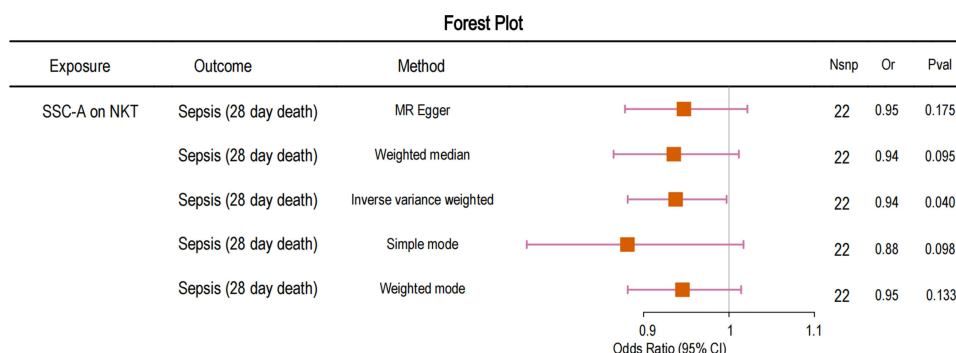 Forest Plot
Exposure Outcome Method Nsnp Or Pval
SSC-A on NKT Sepsis (28 day death) MR Egger 22 0.95 0.175
Sepsis (28 day death) Weighted median 22 0.94 0.095
Sepsis (28 day death) Inverse variance weighted 22 0.94 0.040
Sepsis (28 day death) Simple mode 22 0.88 0.098
Sepsis (28 day death) Weighted mode 22 0.95 0.133
0.9 1 1.1
Odds Ratio (95% CI)